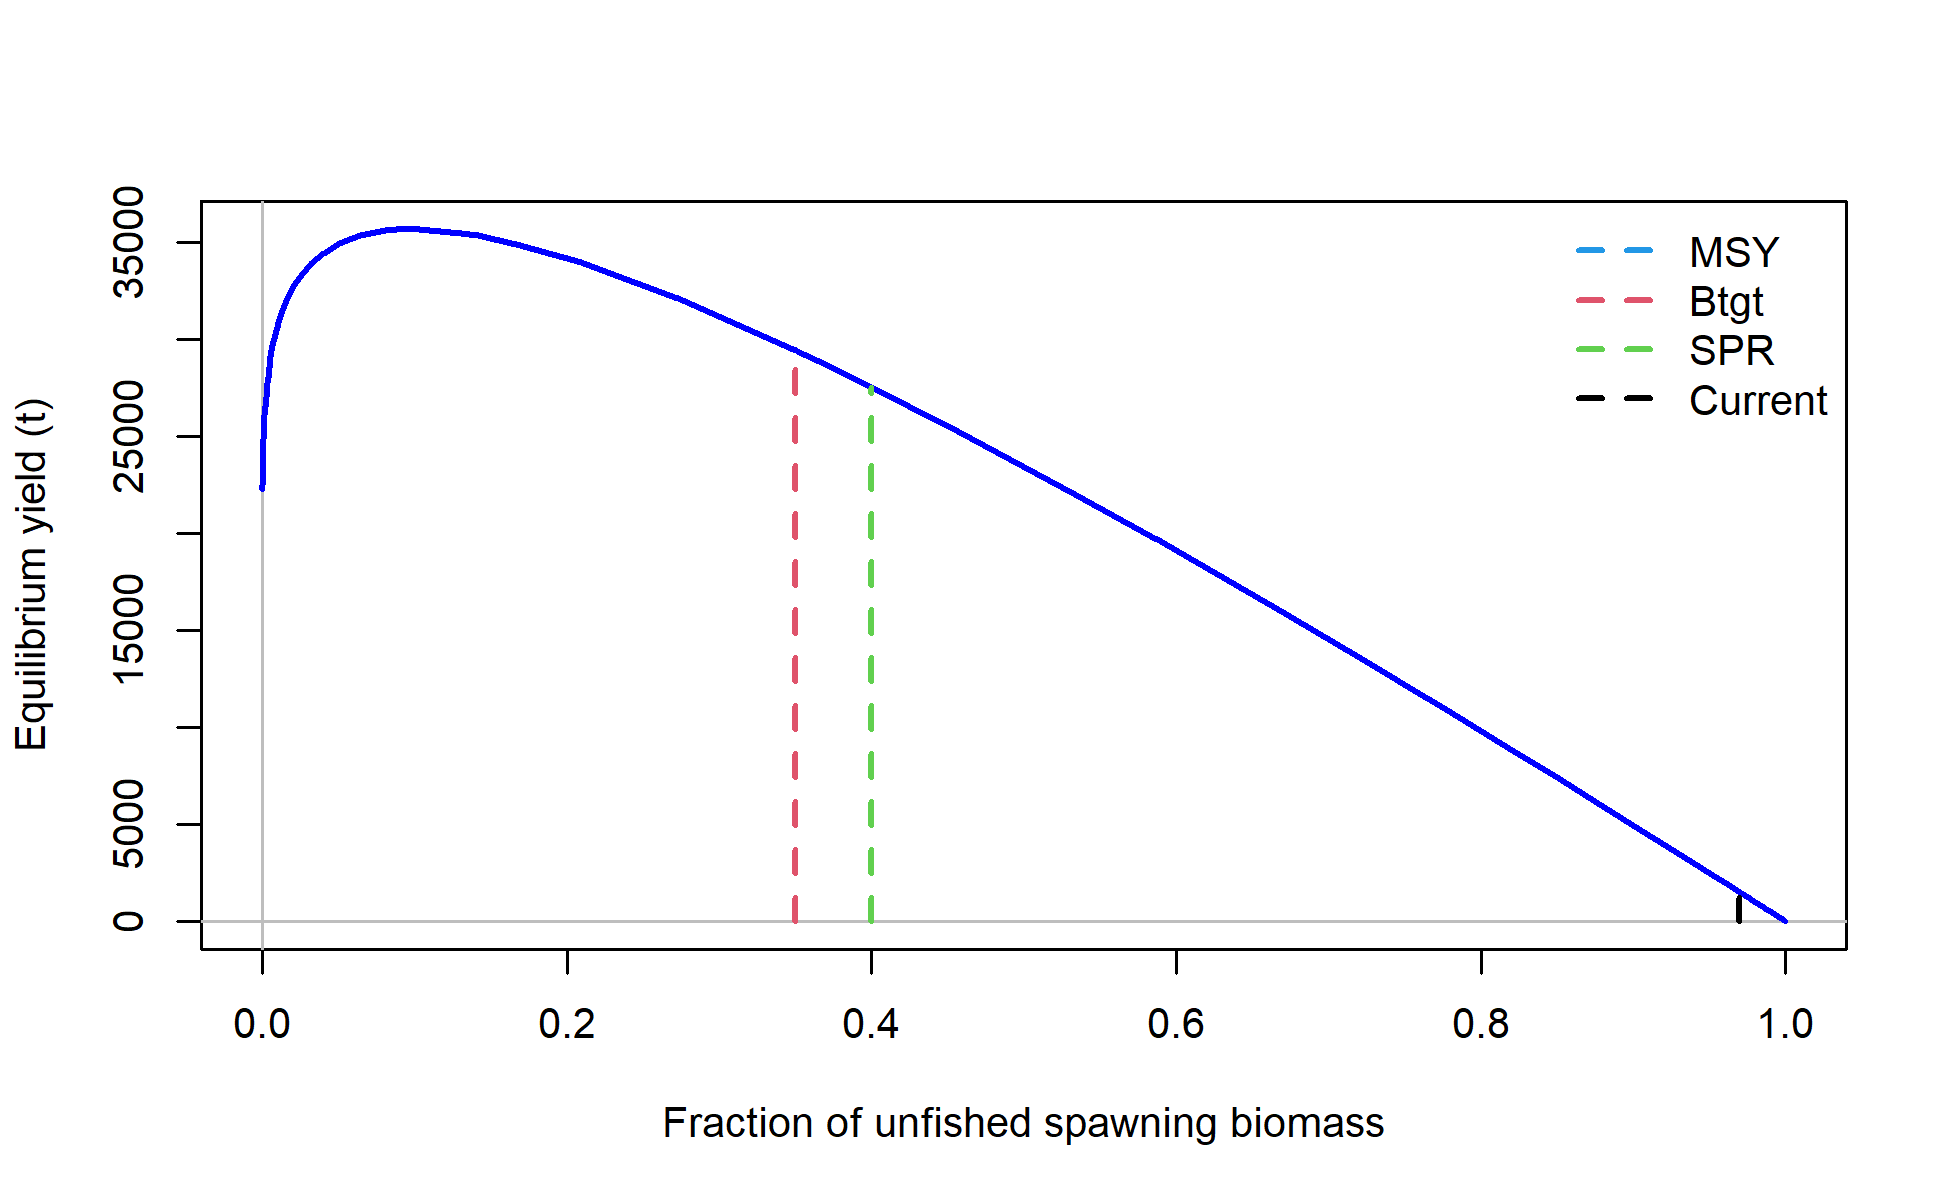 Equilibrium yield (t)
35000
25000
15000
5000
0
MSY
Btgt
SPR
Current
0.0 0.2 0.4 0.6 0.8 1.0
Fraction of unfished spawning biomass